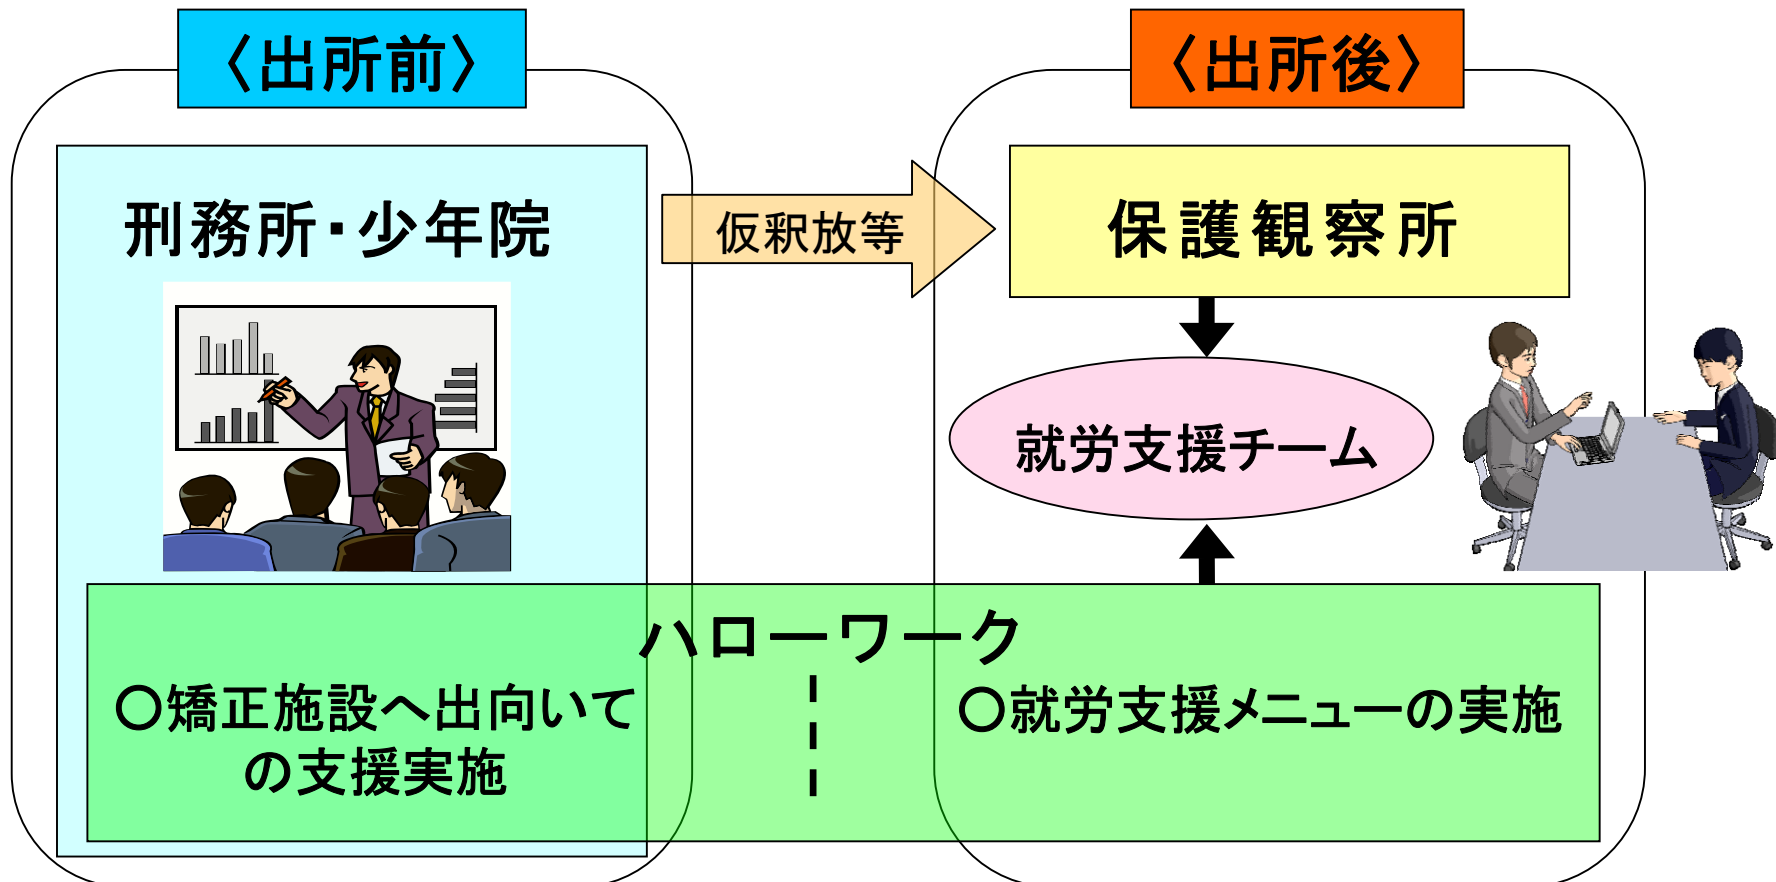 〈出所前〉
〈出所後〉
刑務所・少年院
仮釈放等
保護観察所
就労支援チーム
ハローワーク
○矯正施設へ出向いて
の支援実施
○就労支援メニューの実施